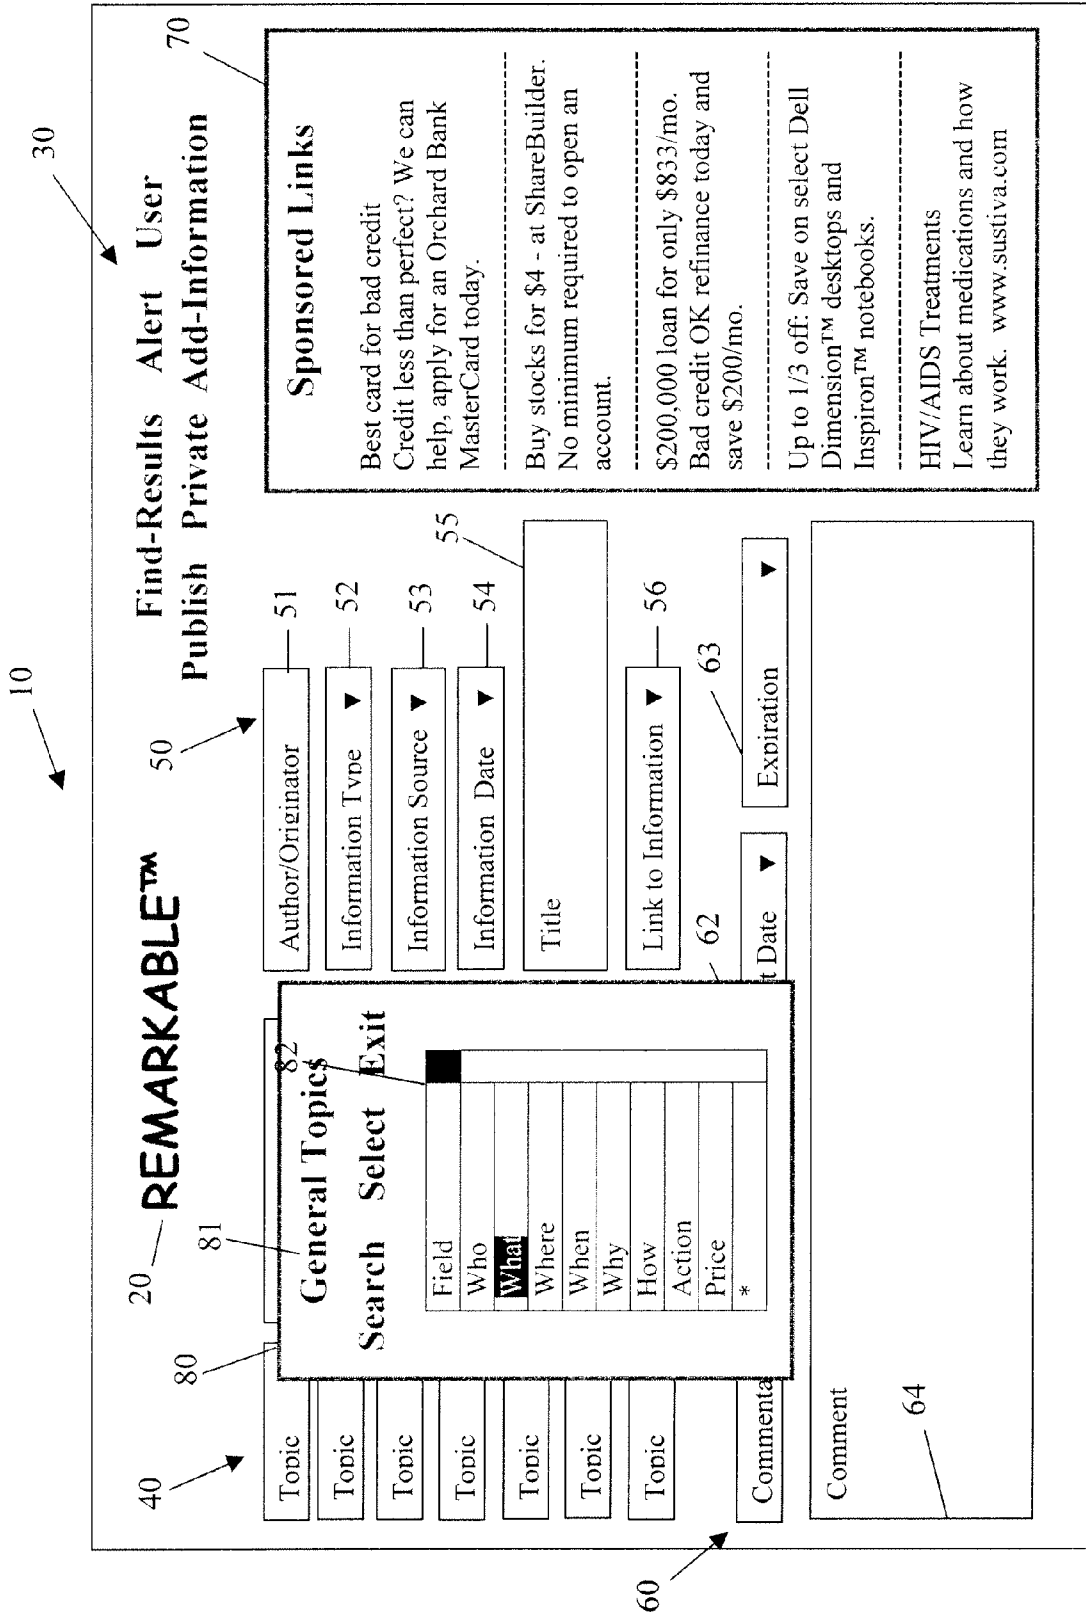 10
20
REMARKABLE™
30
Find-Results Alert User
Publish Private Add-Information
40
Topic
Topic
Topic
Topic
Topic
Topic
Topic
80
81
General Topics
82
Search Select Exit
Field
Who
What
Where
When
Why
How
Action
Price
*
50
Author/Originator
51
Information Type ▼
52
Information Source ▼
53
Information Date ▼
54
55
Title
Link to Information ▼
56
60
Commenta
62
t Date ▼
63
Expiration ▼
Comment
64
70
Sponsored Links
Best card for bad credit
Credit less than perfect? We can
help, apply for an Orchard Bank
MasterCard today.
Buy stocks for $4 - at ShareBuilder.
No minimum required to open an
account.
$200,000 loan for only $833/mo.
Bad credit OK refinance today and
save $200/mo.
Up to 1/3 off: Save on select Dell
Dimension™ desktops and
Inspiron™ notebooks.
HIV/AIDS Treatments
Learn about medications and how
they work. www.sustiva.com